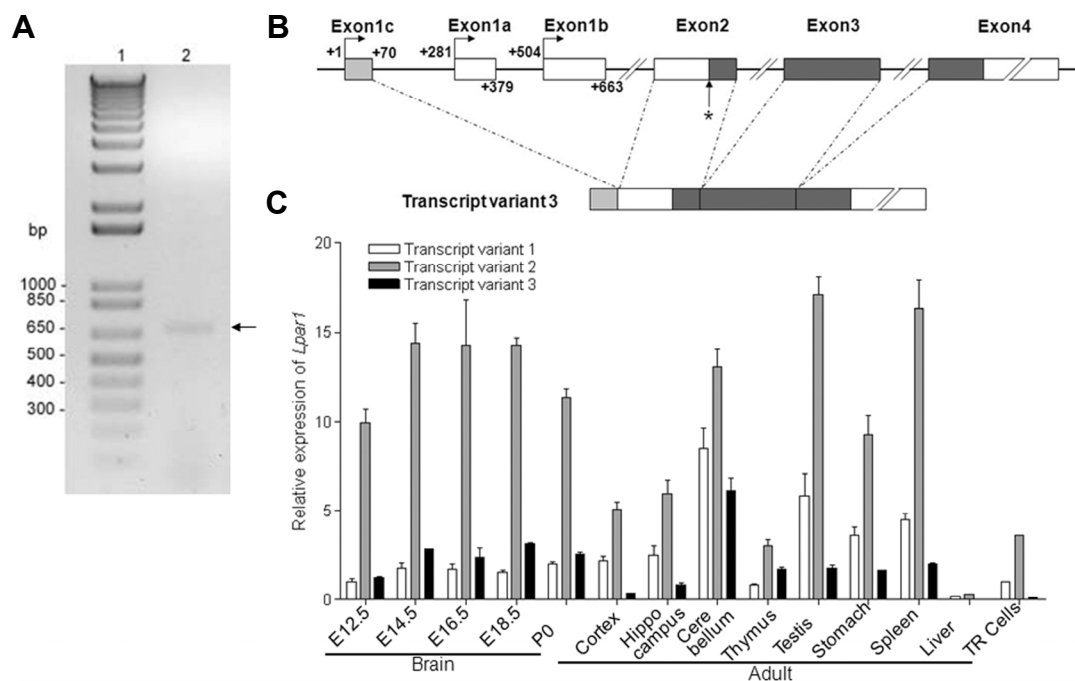 A
1 2
bp
1000 -
850 -
650 -
500 -
400 -
300 -
B
Exon1c Exon1a Exon1b Exon2 Exon3 Exon4
+1 +70 +281 +379 +504 +663
*
Transcript variant 3
C
Transcript variant 1
Transcript variant 2
Transcript variant 3
Relative expression of Lpar1
20
15
10
5
0
E12.5 E14.5 E16.5 E18.5 P0 Cortex Hippo campus Cere bellum Thymus Testis Stomach Spleen Liver TR Cells
Brain Adult